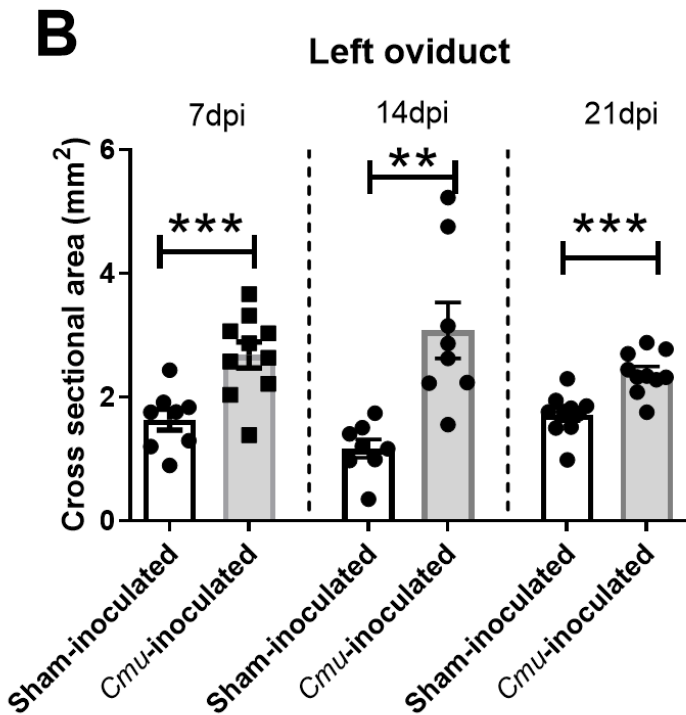 B
Left oviduct
7dpi 14dpi 21dpi
Cross sectional area (mm²)
6
4
2
0
*** ** ***
Sham-inoculated
Cmu-inoculated
Sham-inoculated
Cmu-inoculated
Sham-inoculated
Cmu-inoculated